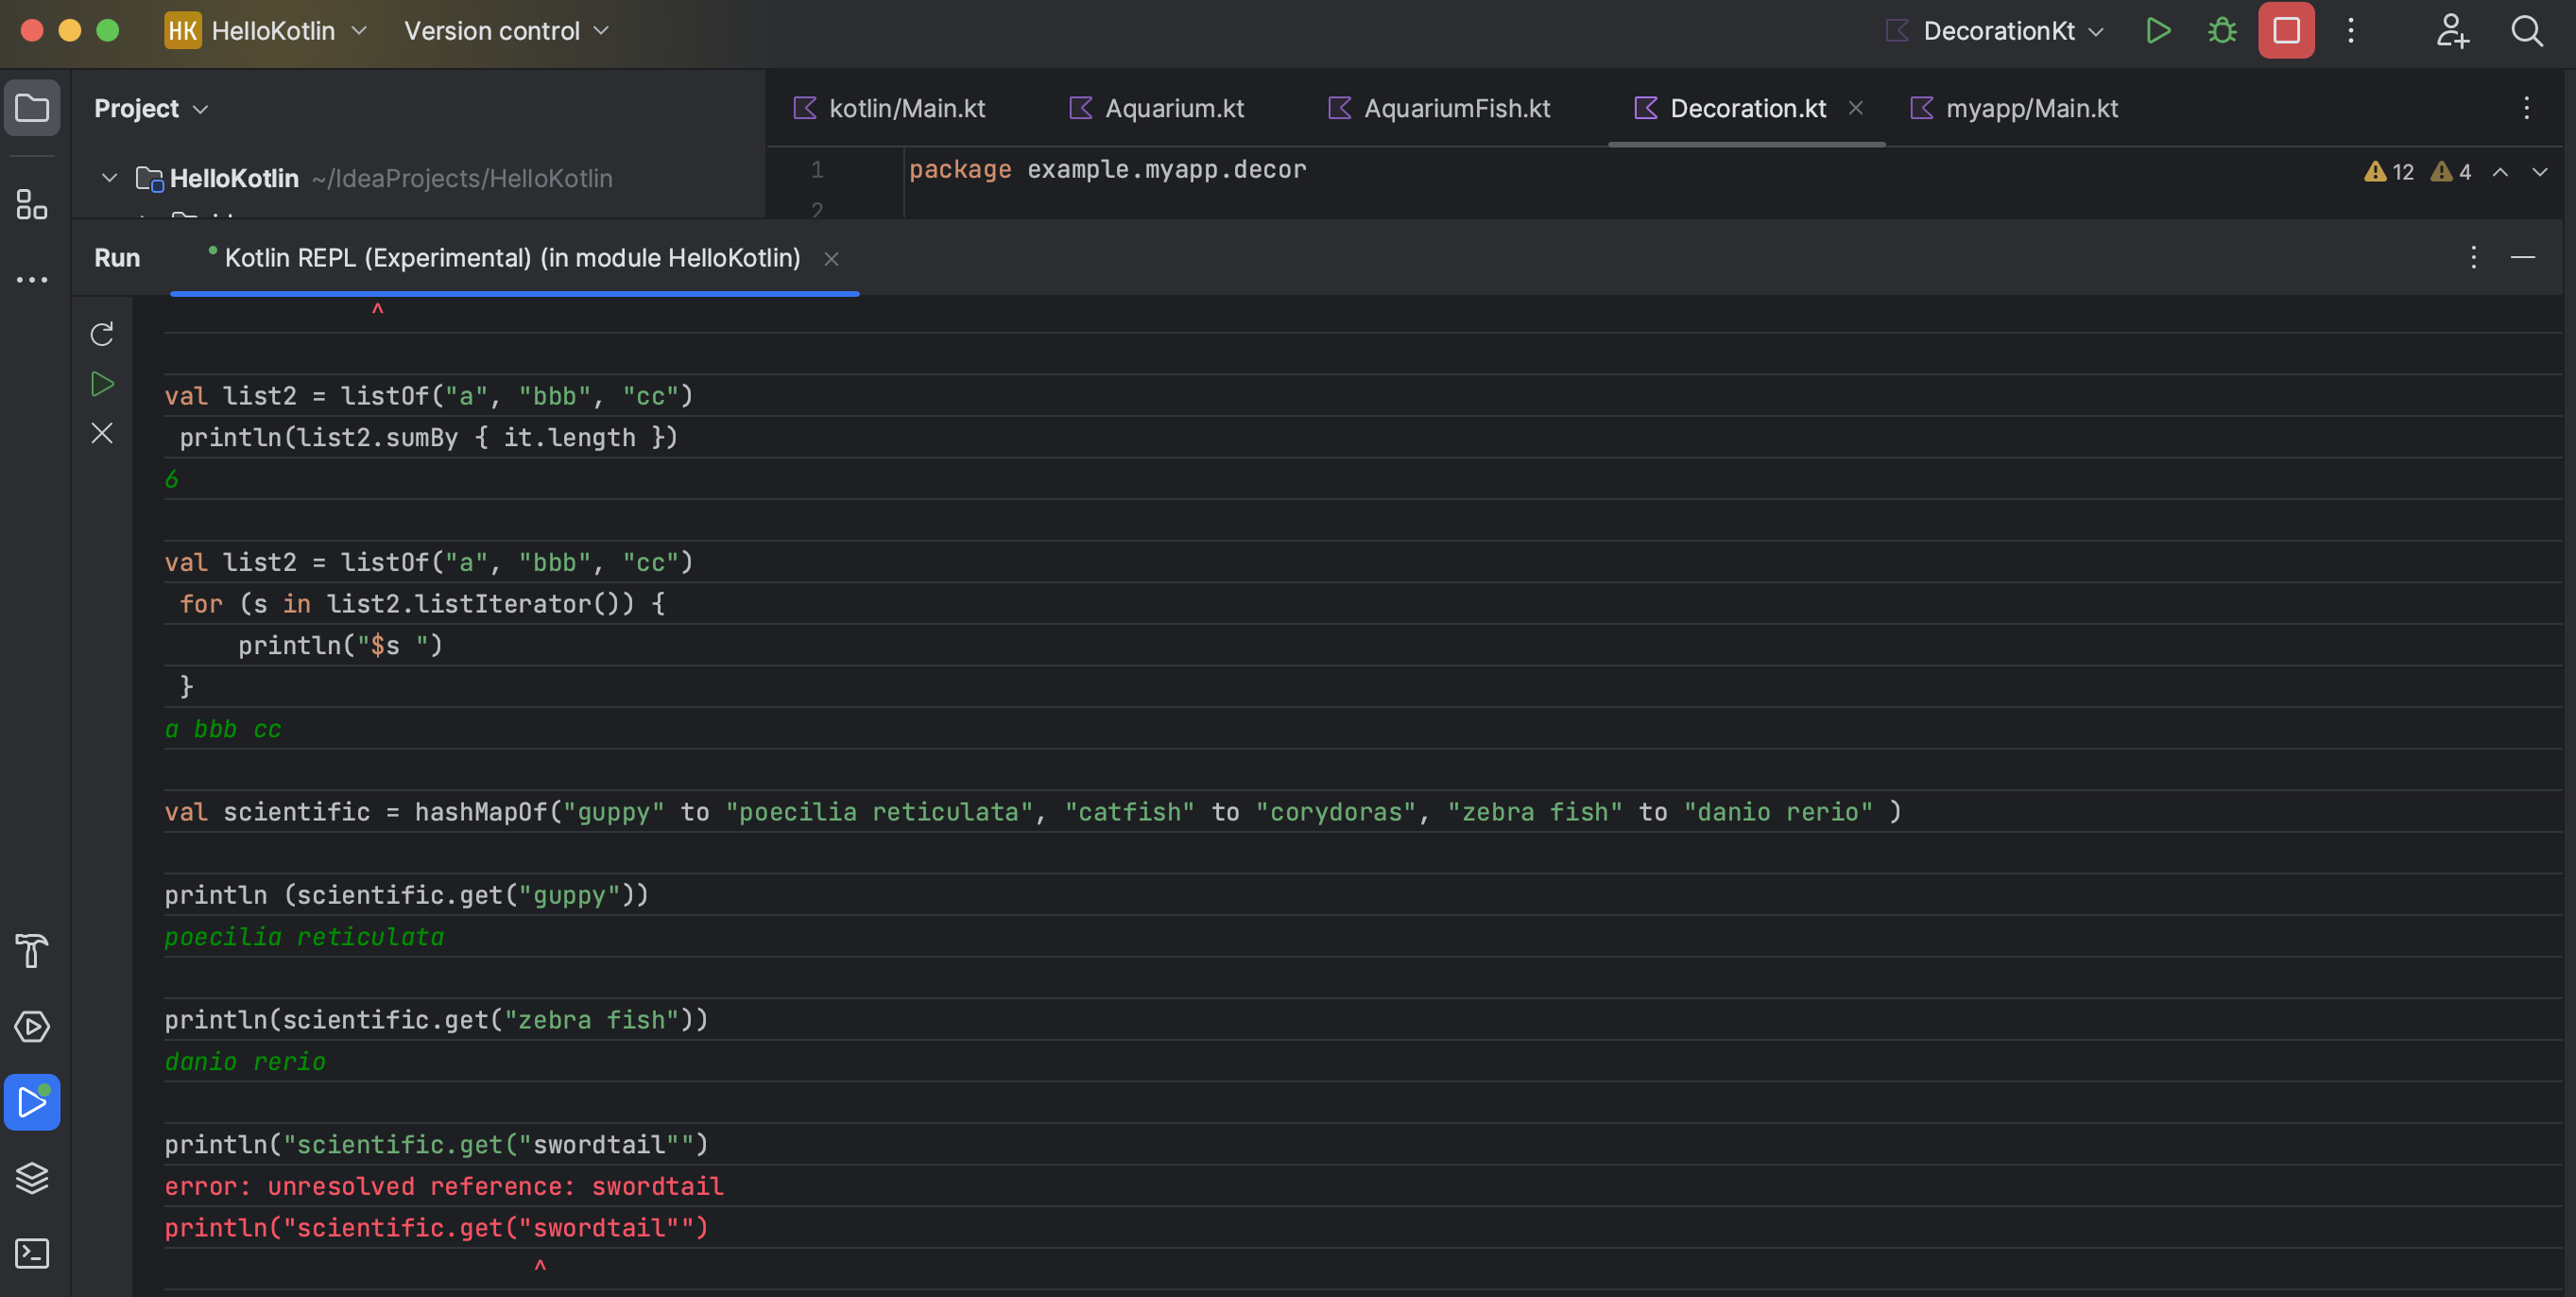 HK HelloKotlin Version control DecorationKt
Project kotlin/Main.kt Aquarium.kt AquariumFish.kt Decoration.kt myapp/Main.kt
HelloKotlin ~/IdeaProjects/HelloKotlin 1 package example.myapp.decor 12 4
2
Run Kotlin REPL (Experimental) (in module HelloKotlin)
^
val list2 = listOf("a", "bbb", "cc")
println(list2.sumBy { it.length })
6
val list2 = listOf("a", "bbb", "cc")
for (s in list2.listIterator()) {
println("$s ")
}
a bbb cc
val scientific = hashMapOf("guppy" to "poecilia reticulata", "catfish" to "corydoras", "zebra fish" to "danio rerio" )
println (scientific.get("guppy"))
poecilia reticulata
println(scientific.get("zebra fish"))
danio rerio
println("scientific.get("swordtail"")
error: unresolved reference: swordtail
println("scientific.get("swordtail"")
^